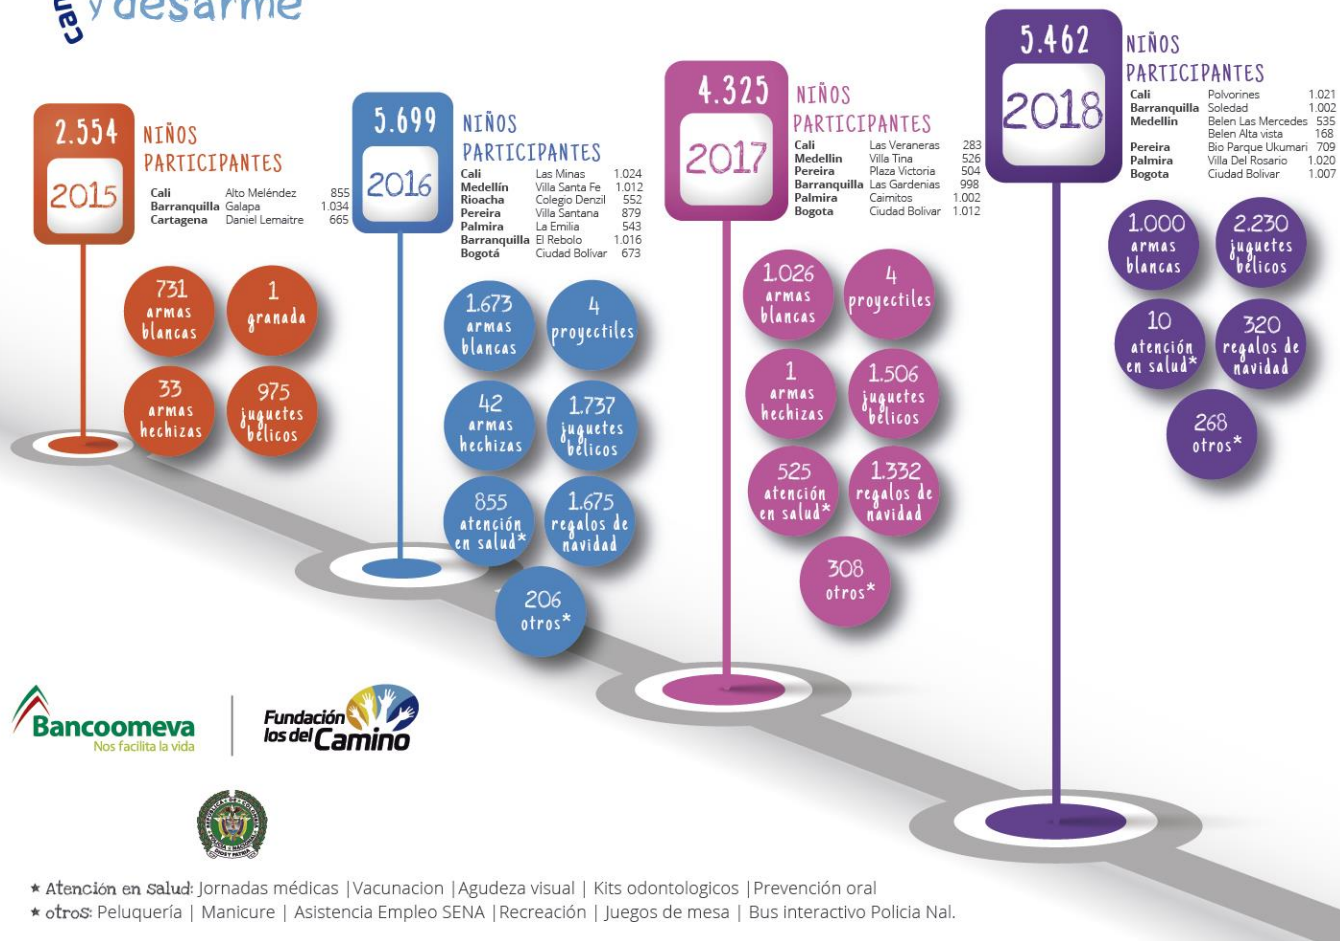 y desarme
2.554
2015
NIÑOS
PARTICIPANTES
Cali Alto Meléndez 855
Barranquilla Galapa 1.034
Cartagena Daniel Lemaitre 665
731
armas
blancas
1
granada
33
armas
hechizas
975
juguetes
bélicos
5.699
2016
NIÑOS
PARTICIPANTES
Cali Las Minas 1.024
Medellín Villa Santa Fe 1.012
Rioacha Colegio Denzil 552
Pereira Villa Santana 879
Palmira La Emilia 543
Barranquilla El Rebolo 1.016
Bogotá Ciudad Bolivar 673
1.673
armas
blancas
4
proyectiles
42
armas
hechizas
1.737
juguetes
bélicos
855
atención
en salud*
1.675
regalos de
navidad
206
otros*
4.325
2017
NIÑOS
PARTICIPANTES
Cali Las Veraneras 283
Medellin Villa Tina 526
Pereira Plaza Victoria 504
Barranquilla Las Gardenias 998
Palmira Caimitos 1.002
Bogota Ciudad Bolivar 1.012
1.026
armas
blancas
4
proyectiles
1
armas
hechizas
1.506
juguetes
bélicos
525
atención
en salud*
1.332
regalos de
navidad
308
otros*
5.462
2018
NIÑOS
PARTICIPANTES
Cali Polvorines 1.021
Barranquilla Soledad 1.002
Medellin Belen Las Mercedes 535
Belen Alta vista 168
Pereira Bio Parque Ukumari 709
Palmira Villa Del Rosario 1.020
Bogota Ciudad Bolivar 1.007
1.000
armas
blancas
2.230
juguetes
bélicos
10
atención
en salud*
320
regalos de
navidad
268
otros*
Bancoomeva
Nos facilita la vida
Fundación
los del Camino
* Atención en salud: Jornadas médicas |Vacunacion |Agudeza visual | Kits odontologicos |Prevención oral
* otros: Peluquería | Manicure | Asistencia Empleo SENA |Recreación | Juegos de mesa | Bus interactivo Policia Nal.